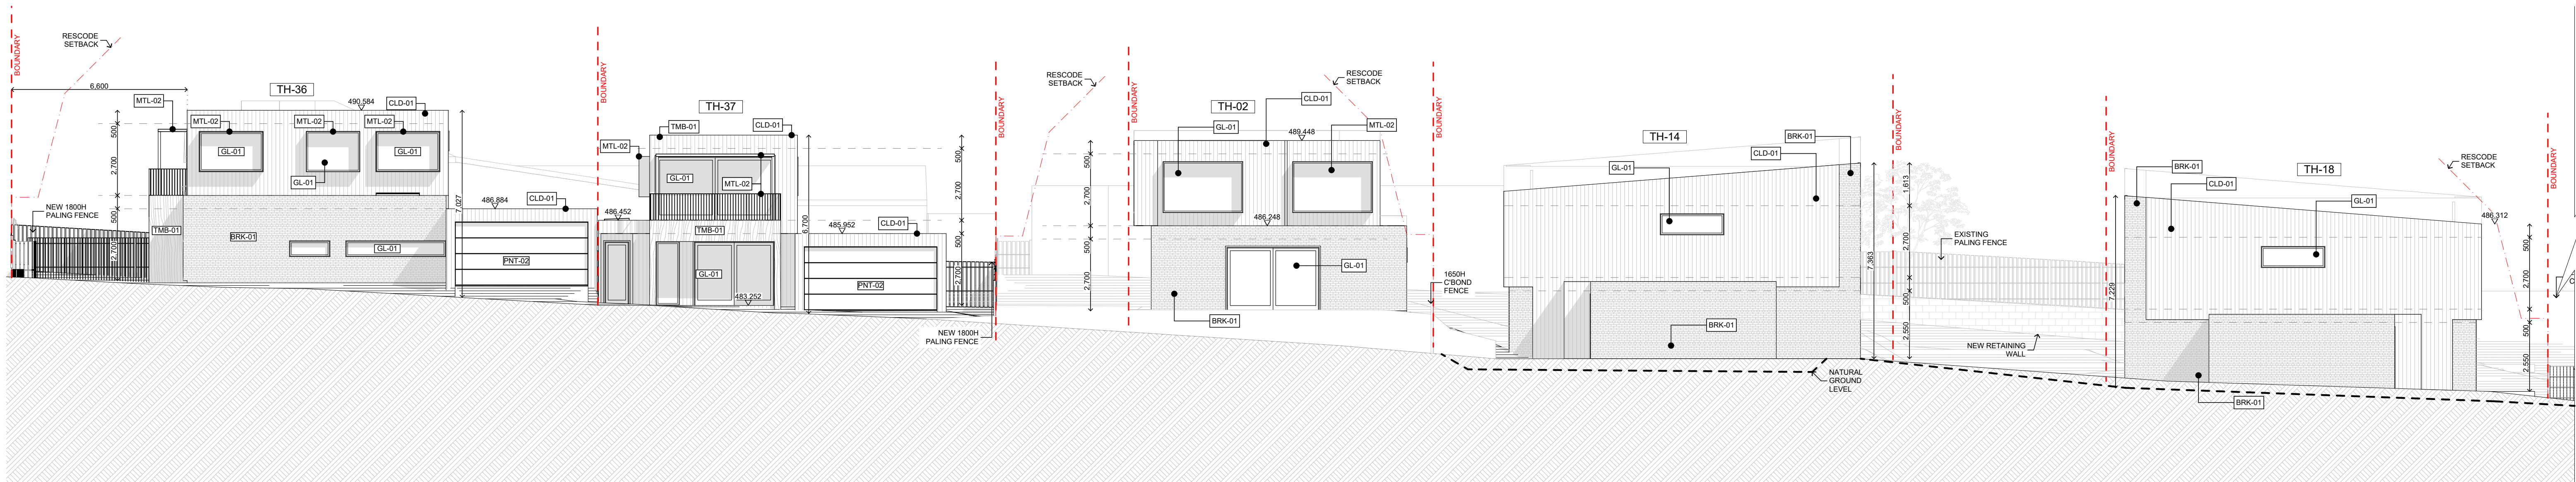 BOUNDARY
RESCODE
SETBACK
6,600
MTL-02
TH-36
490.584
CLD-01
MTL-02
MTL-02
MTL-02
GL-01
GL-01
GL-01
500
2,700
500
2,700
NEW 1800H
PALING FENCE
TMB-01
BRK-01
GL-01
7,027
486.884
CLD-01
PNT-02
BOUNDARY
TH-37
TMB-01
CLD-01
MTL-02
GL-01
MTL-02
486.452
TMB-01
GL-01
483.252
6,700
485.952
CLD-01
PNT-02
500
2,700
500
2,700
NEW 1800H
PALING FENCE
BOUNDARY
RESCODE
SETBACK
500
2,700
500
2,700
BOUNDARY
TH-02
CLD-01
GL-01
489.448
MTL-02
RESCODE
SETBACK
486.248
GL-01
BRK-01
BOUNDARY
1650H
C'BOND
FENCE
TH-14
BRK-01
CLD-01
GL-01
BRK-01
7,363
NATURAL
GROUND
LEVEL
BOUNDARY
1,613
2,700
500
2,550
EXISTING
PALING FENCE
NEW RETAINING
WALL
BOUNDARY
7,229
BRK-01
CLD-01
TH-18
GL-01
BRK-01
RESCODE
SETBACK
486.312
500
2,700
500
2,550
BOUNDARY